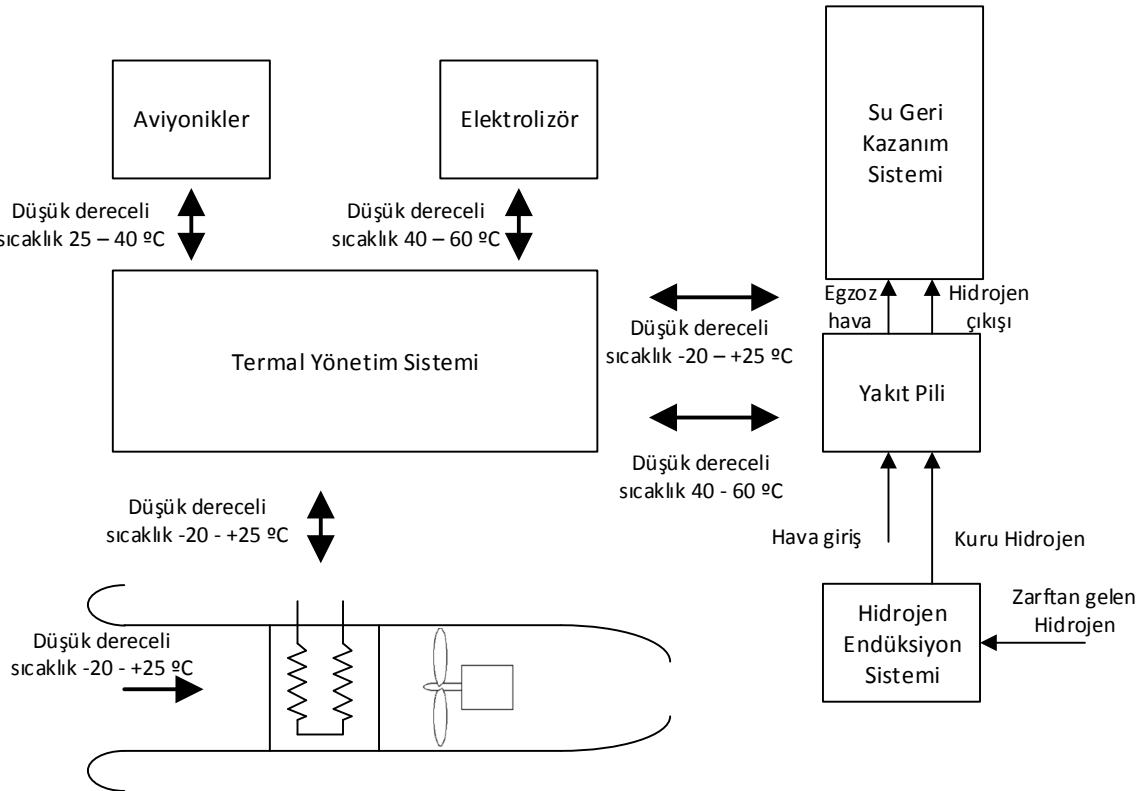 Aviyonikler
Elektrolizör
Su Geri
Kazanım
Sistemi
Düşük dereceli
sıcaklık 25 – 40 ºC
Düşük dereceli
sıcaklık 40 – 60 ºC
Egzoz
hava
Hidrojen
çıkışı
Düşük dereceli
sıcaklık -20 – +25 ºC
Termal Yönetim Sistemi
Yakıt Pili
Düşük dereceli
sıcaklık 40 - 60 ºC
Düşük dereceli
sıcaklık -20 - +25 ºC
Hava giriş
Kuru Hidrojen
Zarftan gelen
Hidrojen
Hidrojen
Endüksiyon
Sistemi
Düşük dereceli
sıcaklık -20 - +25 ºC